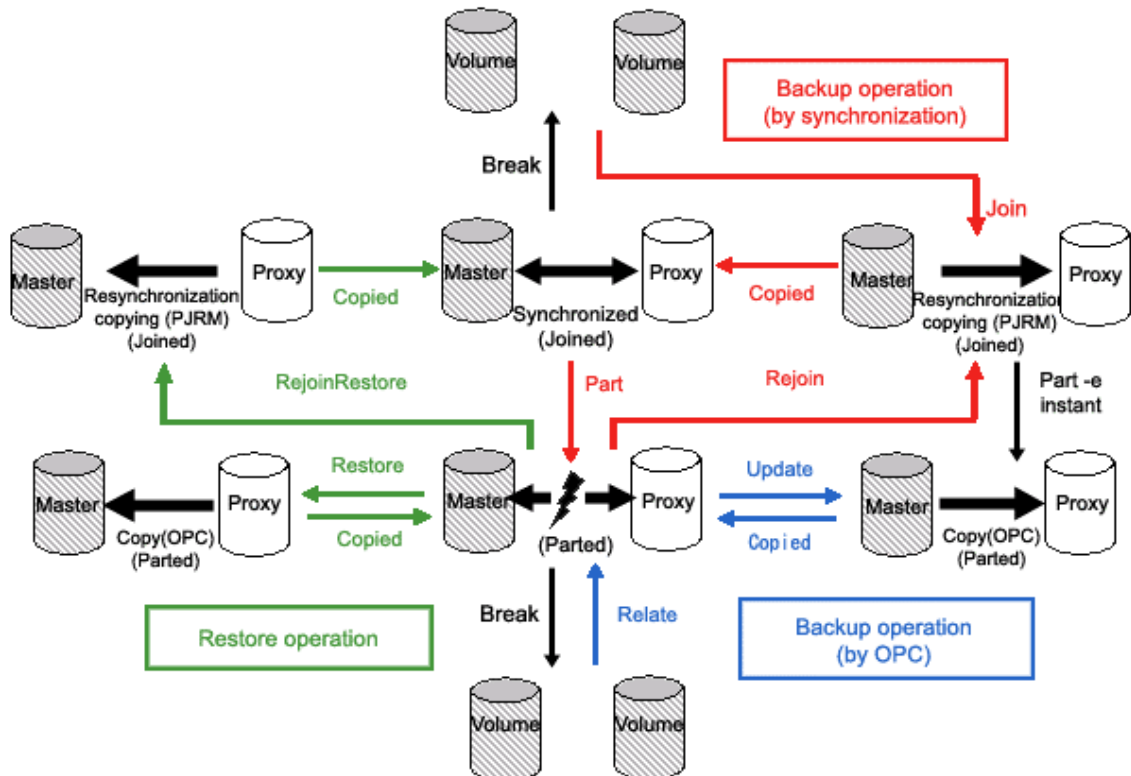 Volume
Volume
Backup operation
(by synchronization)
Break
Join
Master
Proxy
Master
Proxy
Master
Proxy
Copied
Copied
Resynchronization
copying (PJRM)
(Joined)
Synchronized
(Joined)
Resynchronization
copying (PJRM)
(Joined)
RejoinRestore
Part
Rejoin
Part -e
instant
Restore
Update
Master
Proxy
Master
Proxy
Master
Proxy
Copy(OPC)
(Parted)
Copied
(Parted)
Copied
Copy(OPC)
(Parted)
Break
Relate
Restore operation
Backup operation
(by OPC)
Volume
Volume